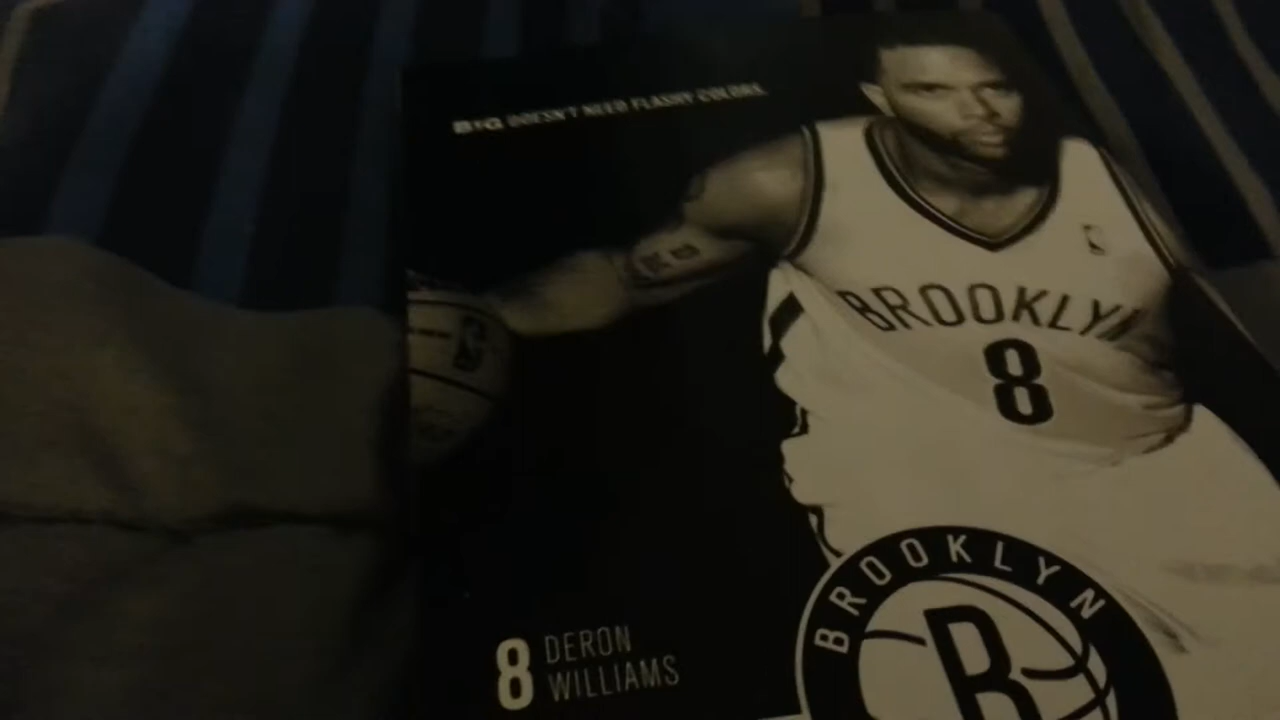 BIG DOESN'T NEED FLASHY COLORS.
BROOKLYN
8
8 DERON
WILLIAMS
BROOKLYN
B